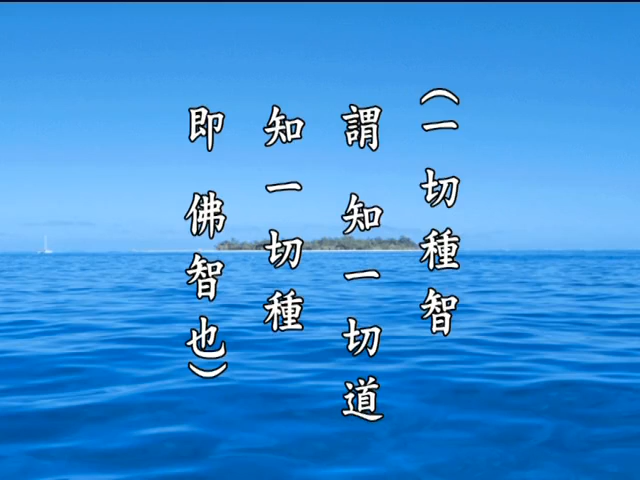 （一切種智
謂 知一切道
知一切種
即 佛智也）